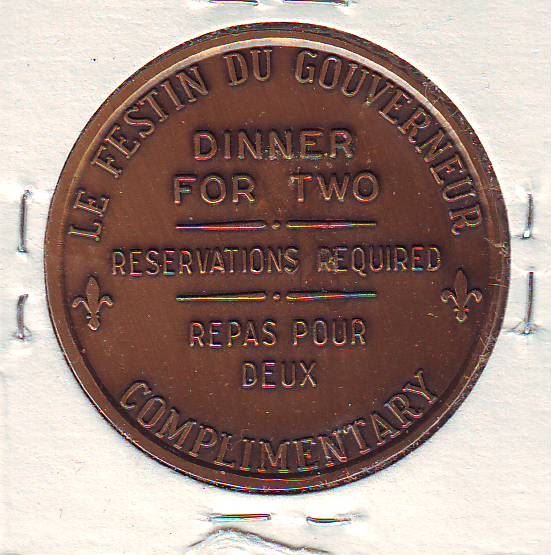 LE FESTIN DU GOUVERNEUR
DINNER
FOR TWO
RESERVATIONS REQUIRED
REPAS POUR
DEUX
COMPLIMENTARY